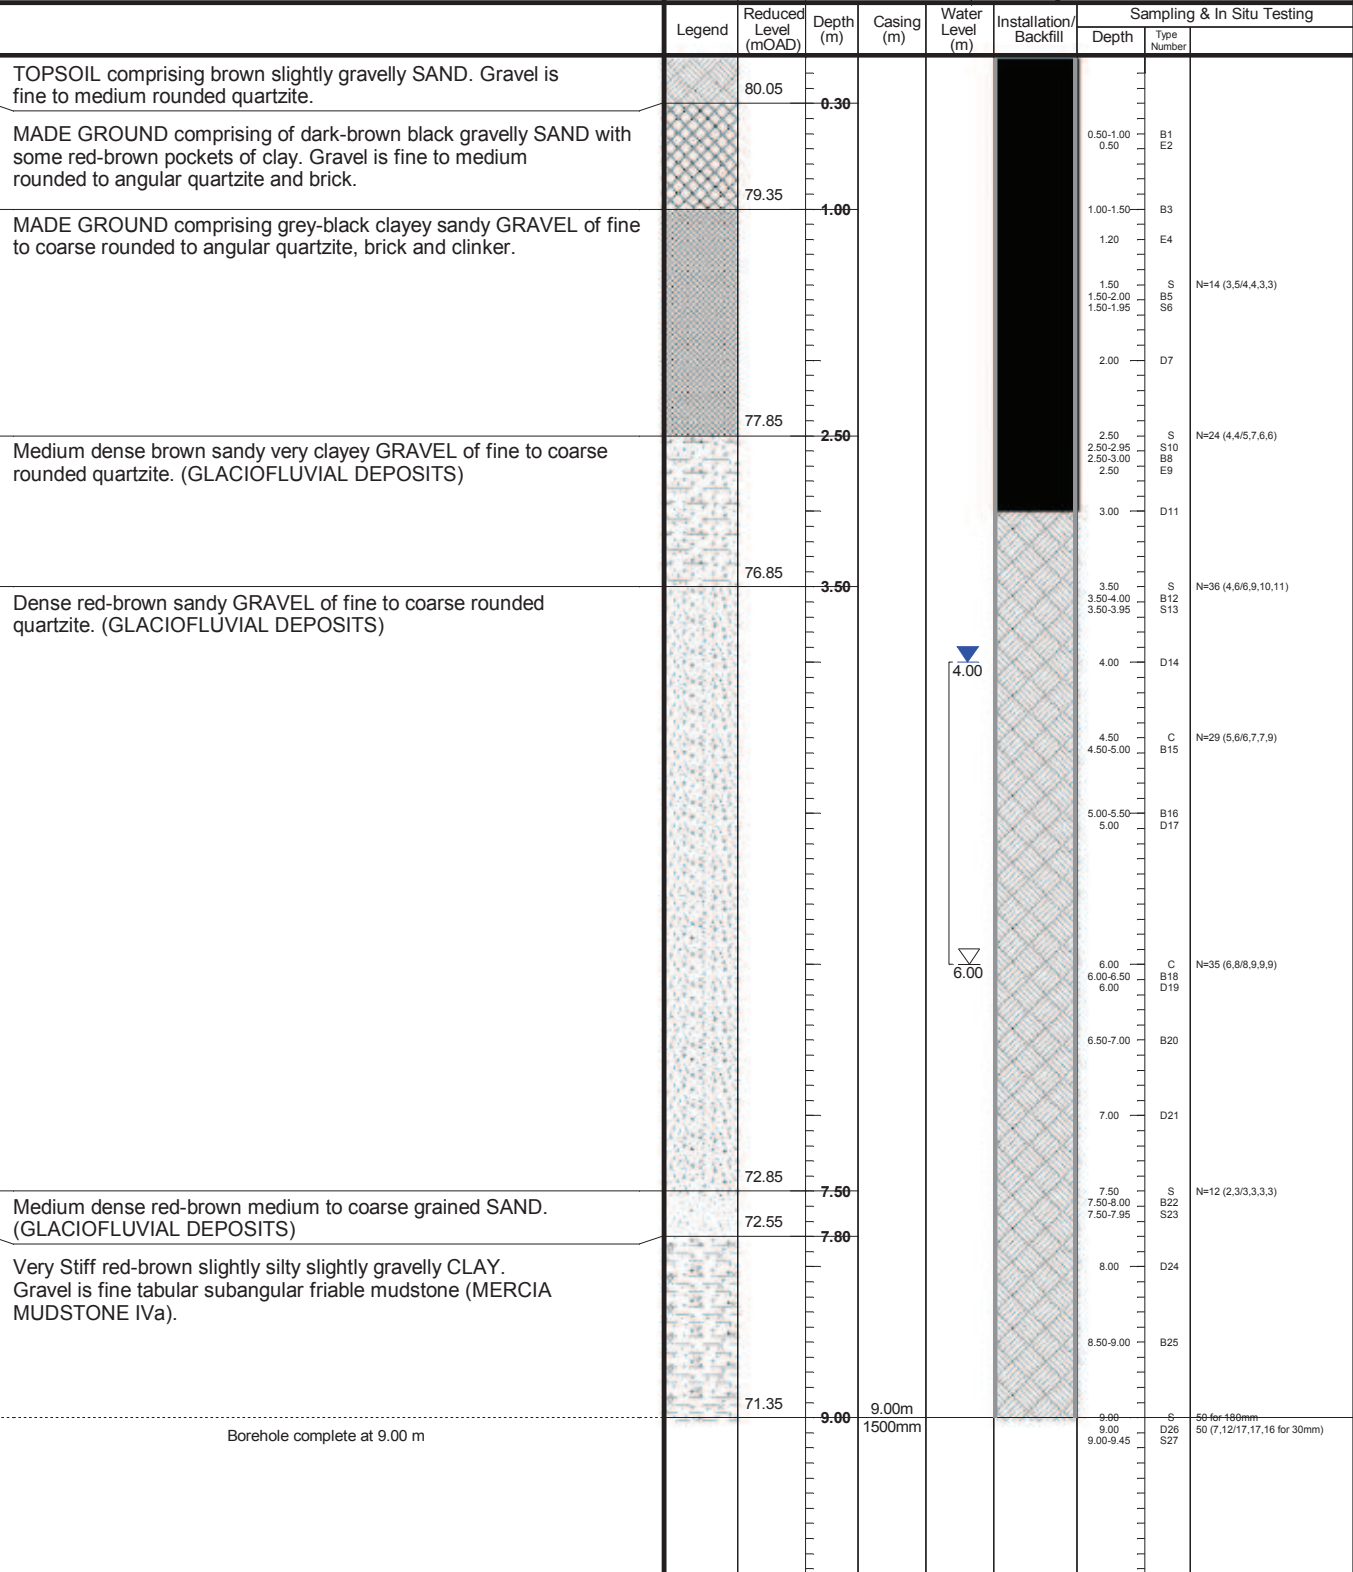 Legend
Reduced Level (mOAD)
Depth (m)
Casing (m)
Water Level (m)
Installation/ Backfill
Sampling & In Situ Testing
Depth
Type Number
TOPSOIL comprising brown slightly gravelly SAND. Gravel is
fine to medium rounded quartzite.
80.05
0.30
MADE GROUND comprising of dark-brown black gravelly SAND with
some red-brown pockets of clay. Gravel is fine to medium
rounded to angular quartzite and brick.
0.50-1.00 B1
0.50 E2
79.35
1.00
1.00-1.50 B3
MADE GROUND comprising grey-black clayey sandy GRAVEL of fine
to coarse rounded to angular quartzite, brick and clinker.
1.20 E4
1.50 S N=14 (3,5/4,4,3,3)
1.50-2.00 B5
1.50-1.95 S6
2.00 D7
77.85
2.50
2.50 S N=24 (4,4/5,7,6,6)
Medium dense brown sandy very clayey GRAVEL of fine to coarse
rounded quartzite. (GLACIOFLUVIAL DEPOSITS)
2.50-2.95 S10
2.50-3.00 B8
2.50 E9
3.00 D11
76.85
3.50
3.50 S N=36 (4,6/6,9,10,11)
Dense red-brown sandy GRAVEL of fine to coarse rounded
quartzite. (GLACIOFLUVIAL DEPOSITS)
3.50-4.00 B12
3.50-3.95 S13
4.00
4.00 D14
4.50 C N=29 (5,6/6,7,7,9)
4.50-5.00 B15
5.00-5.50 B16
5.00 D17
6.00
6.00 C N=35 (6,8/8,9,9,9)
6.00-6.50 B18
6.00 D19
6.50-7.00 B20
7.00 D21
72.85
7.50
7.50 S N=12 (2,3/3,3,3,3)
Medium dense red-brown medium to coarse grained SAND.
(GLACIOFLUVIAL DEPOSITS)
7.50-8.00 B22
7.50-7.95 S23
72.55
7.80
Very Stiff red-brown slightly silty slightly gravelly CLAY.
Gravel is fine tabular subangular friable mudstone (MERCIA
MUDSTONE IVa).
8.00 D24
8.50-9.00 B25
71.35
9.00
9.00m
1500mm
9.00 S 50 for 180mm
Borehole complete at 9.00 m
9.00 D26 50 (7,12/17,17,16 for 30mm)
9.00-9.45 S27